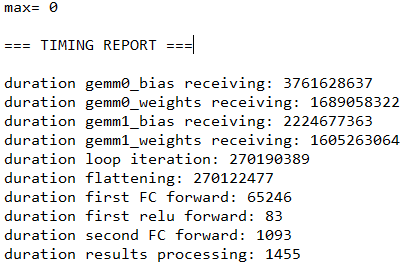 max= 0
=== TIMING REPORT ===
duration gemm0_bias receiving: 3761628637
duration gemm0_weights receiving: 1689058322
duration gemm1_bias receiving: 2224677363
duration gemm1_weights receiving: 1605263064
duration loop iteration: 270190389
duration flattening: 270122477
duration first FC forward: 65246
duration first relu forward: 83
duration second FC forward: 1093
duration results processing: 1455